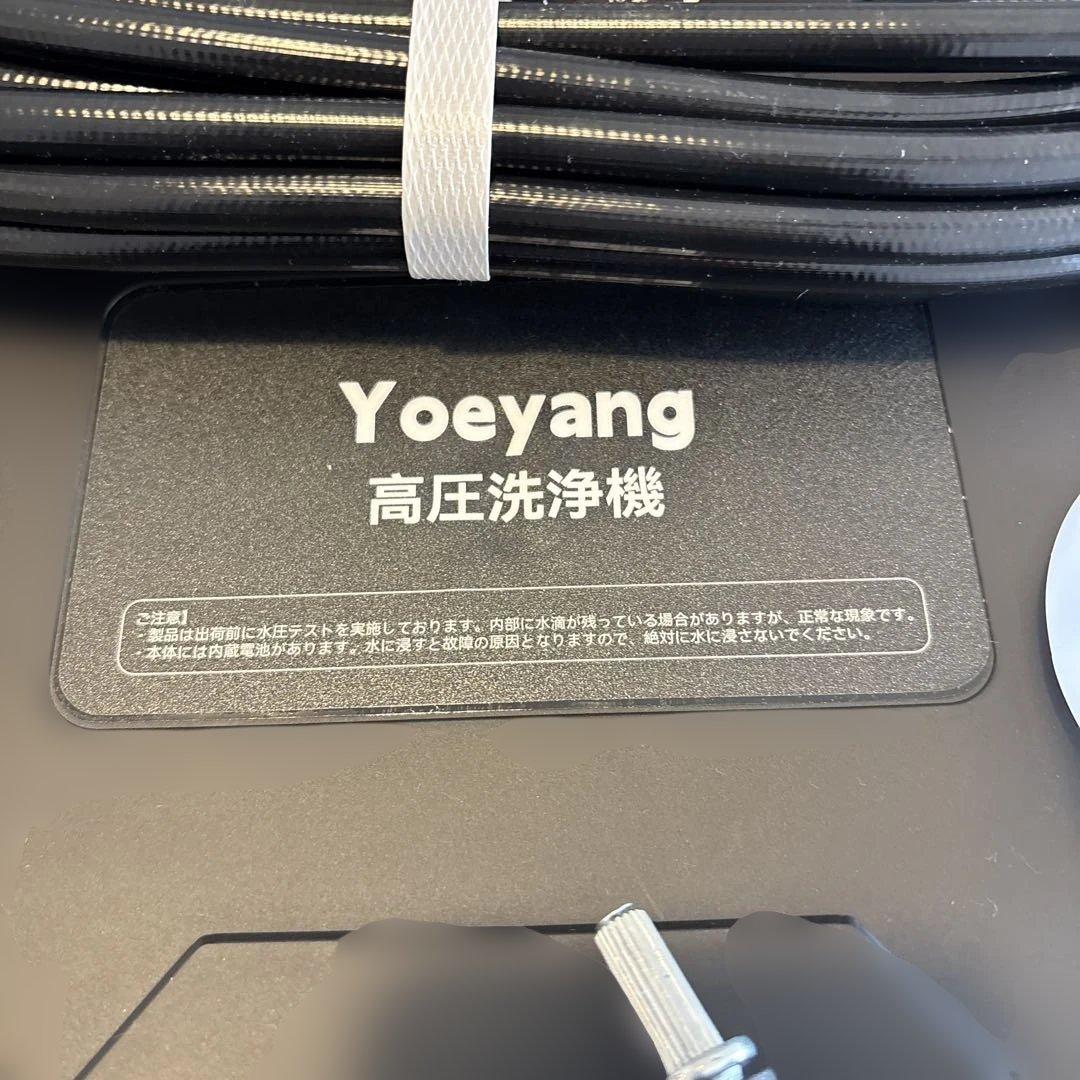 Yoeyang
高圧洗浄機
ご注意】
・製品は出荷前に水圧テストを実施しております。内部に水滴が残っている場合がありますが、正常な現象です。
・本体には内蔵電池があります。水に浸すと故障の原因となりますので、絶対に水に浸さないでください。